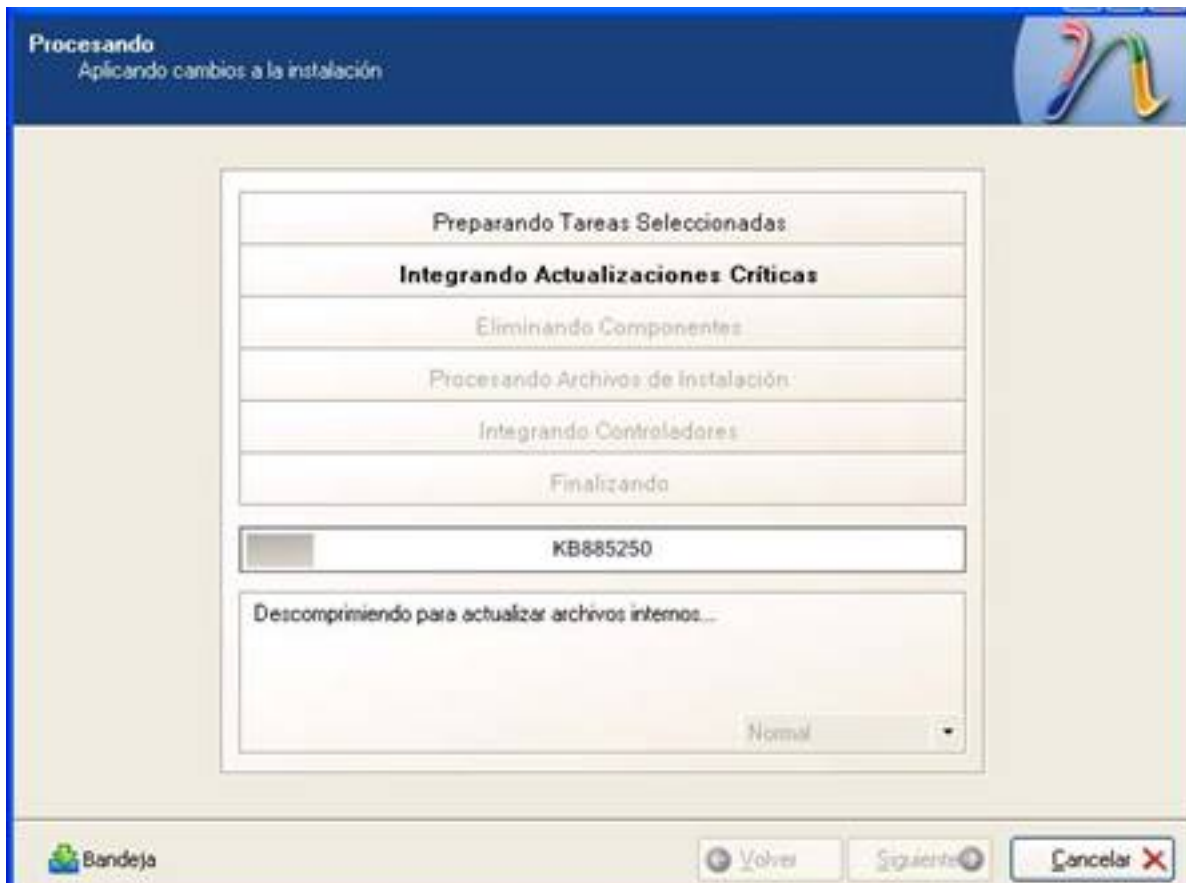 Procesando
Aplicando cambios a la instalación
Preparando Tareas Seleccionadas
Integrando Actualizaciones Críticas
Eliminando Componentes
Procesando Archivos de Instalación
Integrando Controladores
Finalizando
KB885250
Descomprimiendo para actualizar archivos internos...
Normal
Bandeja
Volver
Siguiente
Cancelar